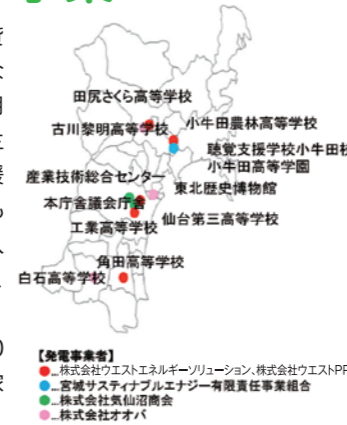 田尻さくら高等学校
古川黎明高等学校
小牛田農林高等学校
聴覚支援学校小牛田校
小牛田高等学園
産業技術総合センター
東北歴史博物館
本庁舎議会庁舎
仙台第三高等学校
工業高等学校
角田高等学校
白石高等学校
【発電事業者】
●…株式会社ウエストエネルギーソリューション、株式会社ウエストPP
●…宮城サスティナブルエナジー有限責任事業組合
●…株式会社気仙沼商会
●…株式会社オオバ